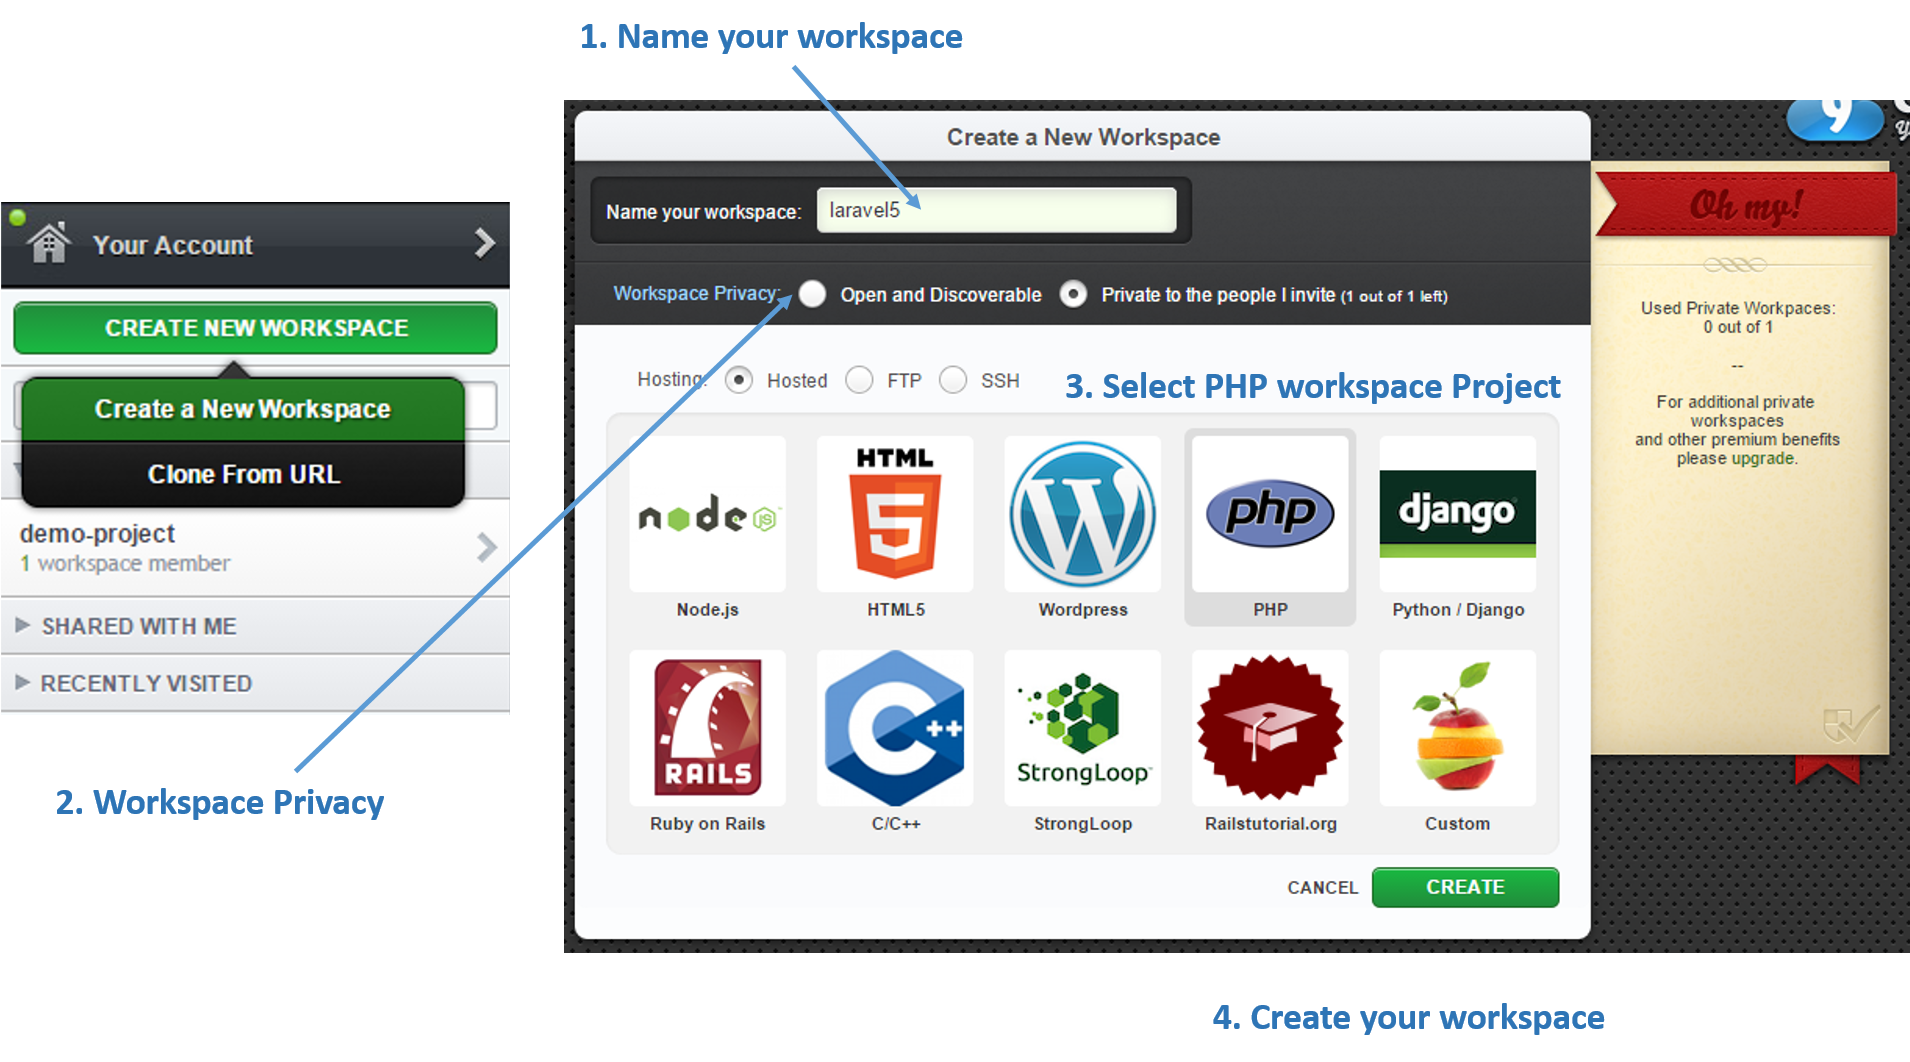 1. Name your workspace
Your Account
CREATE NEW WORKSPACE
Create a New Workspace
Clone From URL
demo-project
1 workspace member
SHARED WITH ME
RECENTLY VISITED
2. Workspace Privacy
Create a New Workspace
Name your workspace: laravel5
Workspace Privacy: Open and Discoverable Private to the people I invite (1 out of 1 left)
Hosting: Hosted FTP SSH
3. Select PHP workspace Project
node js
HTML
5
W
php
django
Node.js
HTML5
Wordpress
PHP
Python / Django
RAILS
C++
StrongLoop
Ruby on Rails
C/C++
StrongLoop
Railstutorial.org
Custom
CANCEL
CREATE
9
Oh my!
Used Private Workpaces:
0 out of 1
--
For additional private
workspaces
and other premium benefits
please upgrade.
4. Create your workspace